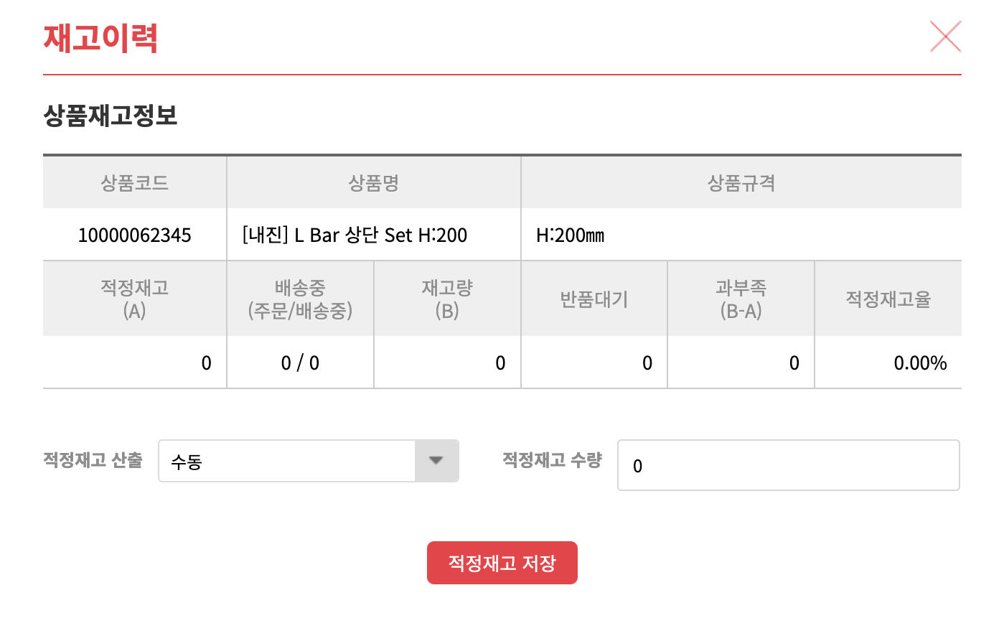 재고이력
상품재고정보
상품코드 상품명 상품규격
10000062345 [내진] L Bar 상단 Set H:200 H:200㎜
적정재고 (A) 배송중 (주문/배송중) 재고량 (B) 반품대기 과부족 (B-A) 적정재고율
0 0 / 0 0 0 0 0.00%
적정재고 산출 수동 적정재고 수량 0
적정재고 저장